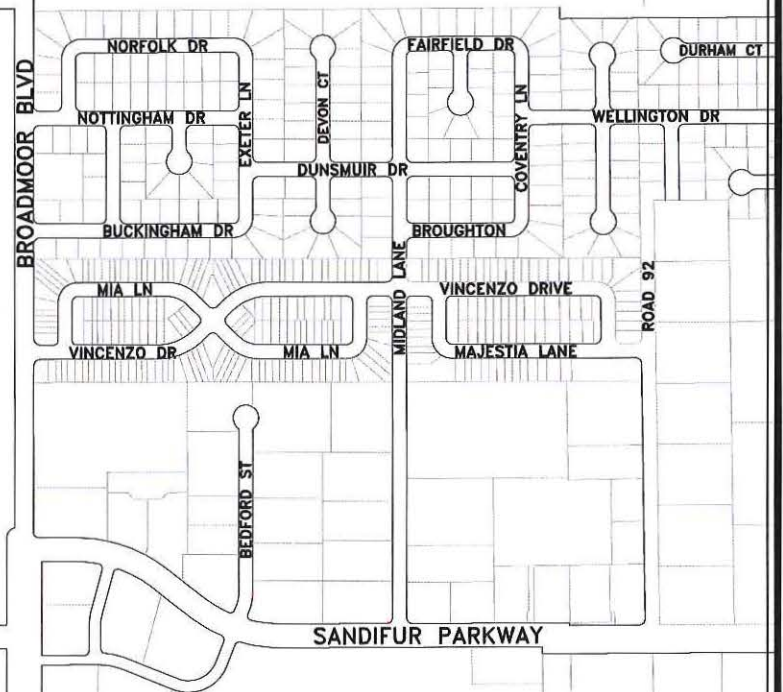 NORFOLK DR
FAIRFIELD DR
DURHAM CT
BROADMOOR BLVD
EXETER LN
DEVON CT
COVENTRY LN
NOTTINGHAM DR
WELLINGTON DR
DUNSMUIR DR
BUCKINGHAM DR
BROUGHTON
MIDLAND LANE
ROAD 92
MIA LN
VINCENZO DRIVE
VINCENZO DR
MIA LN
MAJESTIA LANE
BEDFORD ST
SANDIFUR PARKWAY